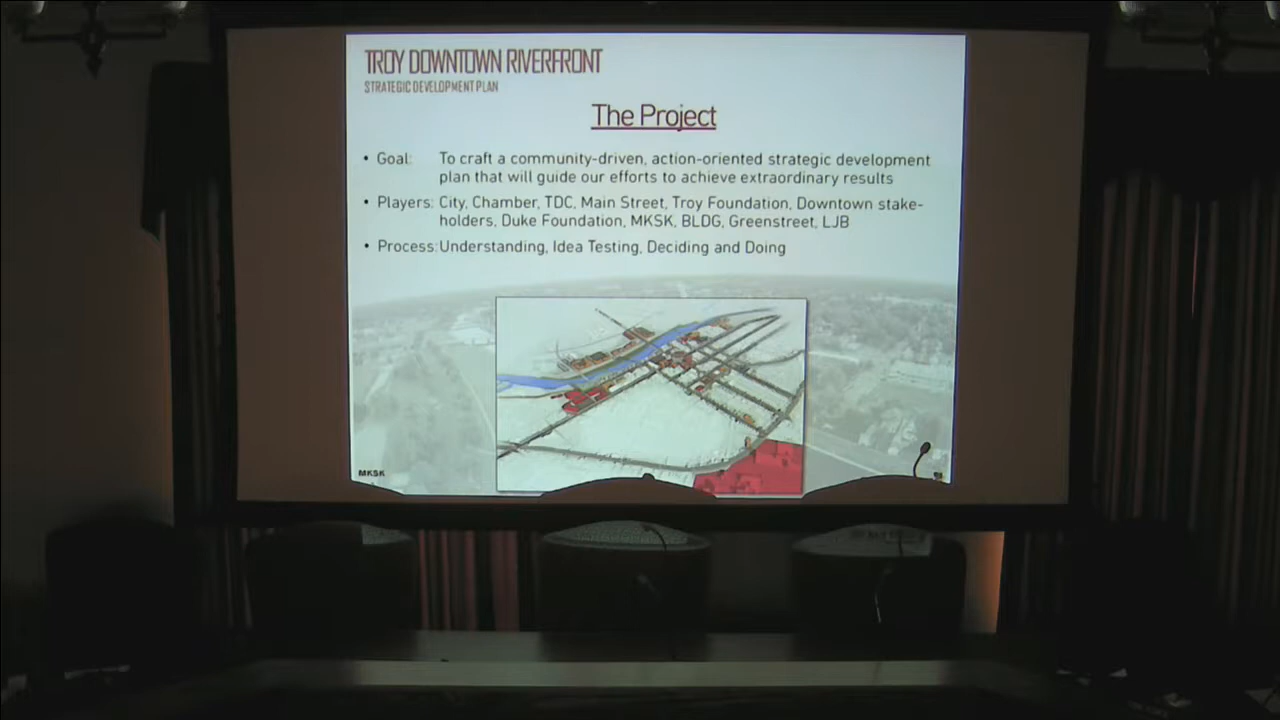 TROY DOWNTOWN RIVERFRONT
STRATEGIC DEVELOPMENT PLAN
The Project
• Goal: To craft a community-driven, action-oriented strategic development
plan that will guide our efforts to achieve extraordinary results
• Players: City, Chamber, TDC, Main Street, Troy Foundation, Downtown stake-
holders, Duke Foundation, MKSK, BLDG, Greenstreet, LJB
• Process: Understanding, Idea Testing, Deciding and Doing
MKSK